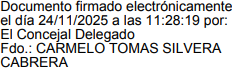 Documento firmado electrónicamente
el día 24/11/2025 a las 11:28:19 por:
El Concejal Delegado
Fdo.: CARMELO TOMAS SILVERA
CABRERA